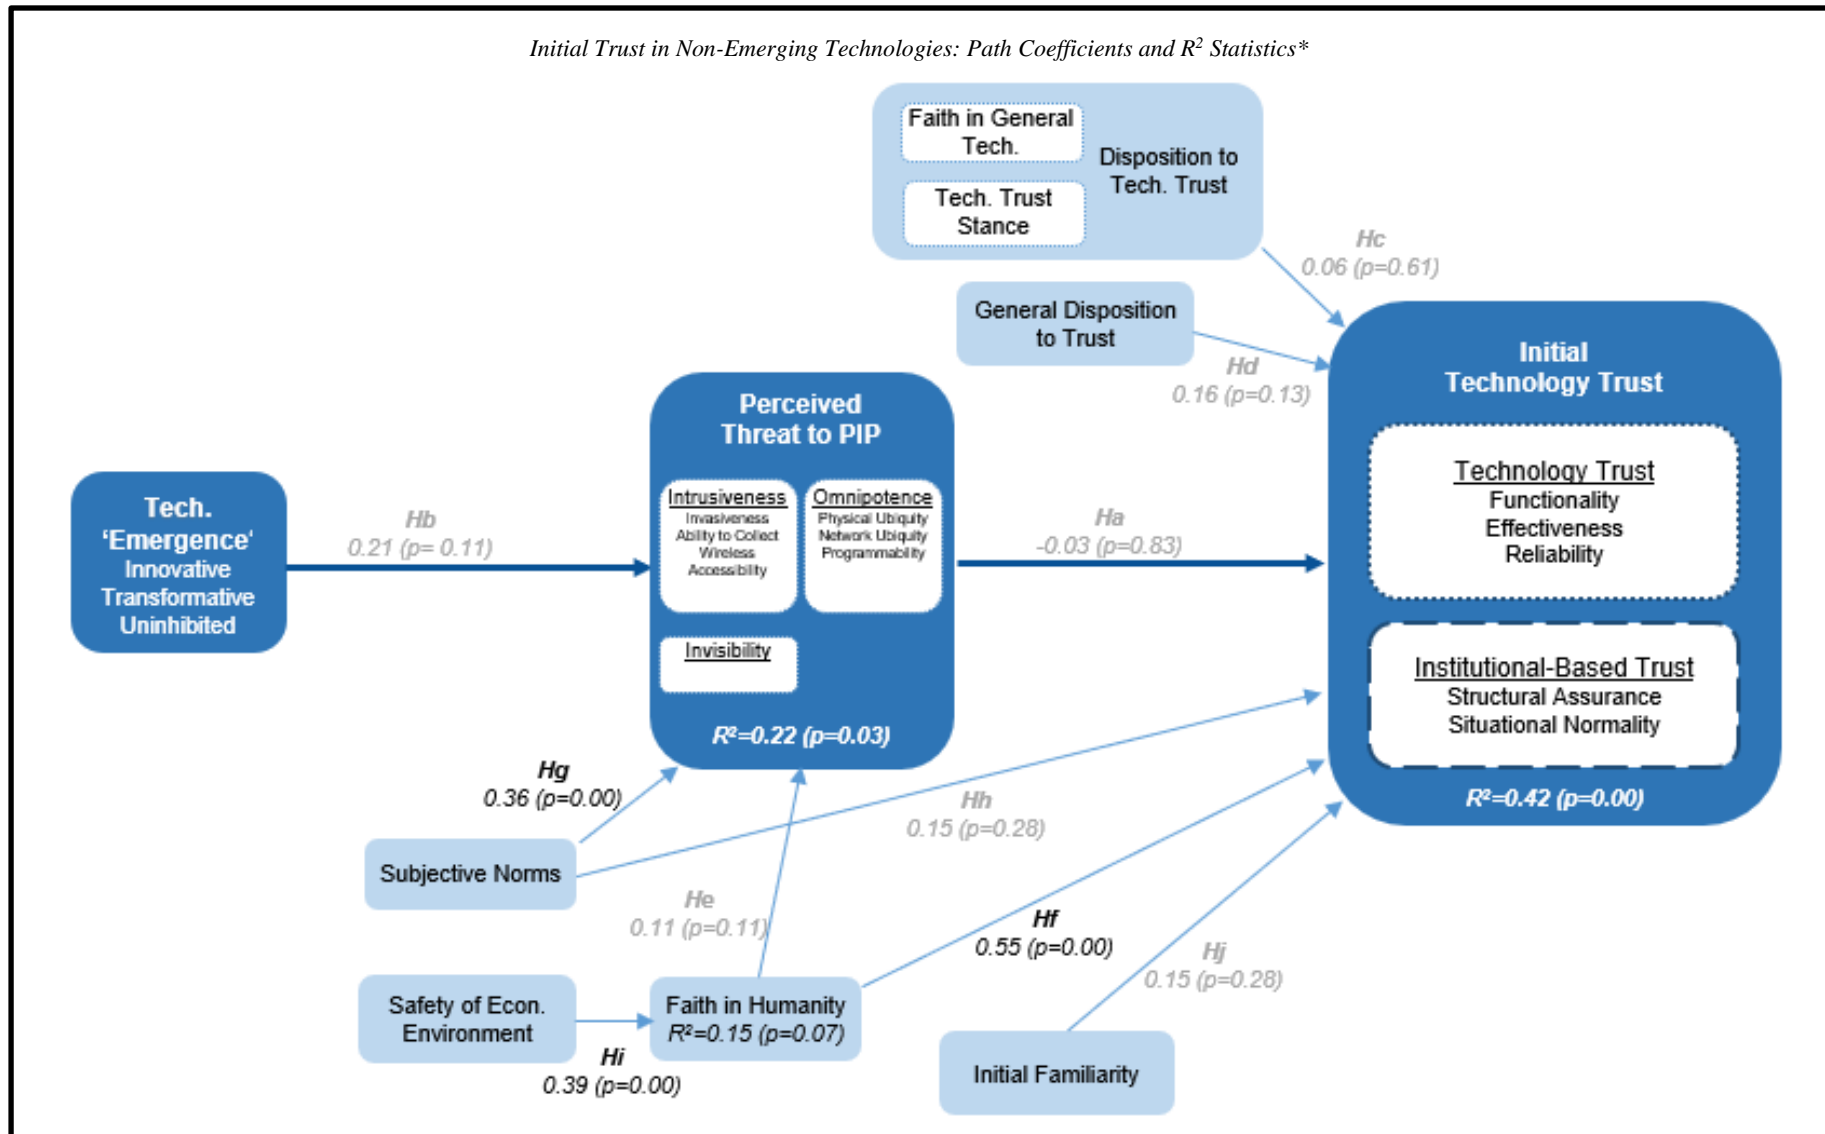 Initial Trust in Non-Emerging Technologies: Path Coefficients and R² Statistics*
Faith in General
Tech.
Tech. Trust
Stance
Disposition to
Tech. Trust
Hc
0.06 (p=0.61)
General Disposition
to Trust
Hd
0.16 (p=0.13)
Initial
Technology Trust
Technology Trust
Functionality
Effectiveness
Reliability
Institutional-Based Trust
Structural Assurance
Situational Normality
R²=0.42 (p=0.00)
Perceived
Threat to PIP
Intrusiveness
Invasiveness
Ability to Collect
Wireless
Accessibility
Omnipotence
Physical Ubiquity
Network Ubiquity
Programmability
Invisibility
R²=0.22 (p=0.03)
Tech.
‘Emergence‘
Innovative
Transformative
Uninhibited
Hb
0.21 (p= 0.11)
Ha
-0.03 (p=0.83)
Hg
0.36 (p=0.00)
Hh
0.15 (p=0.28)
Subjective Norms
He
0.11 (p=0.11)
Hf
0.55 (p=0.00)
Hj
0.15 (p=0.28)
Safety of Econ.
Environment
Faith in Humanity
R²=0.15 (p=0.07)
Hi
0.39 (p=0.00)
Initial Familiarity